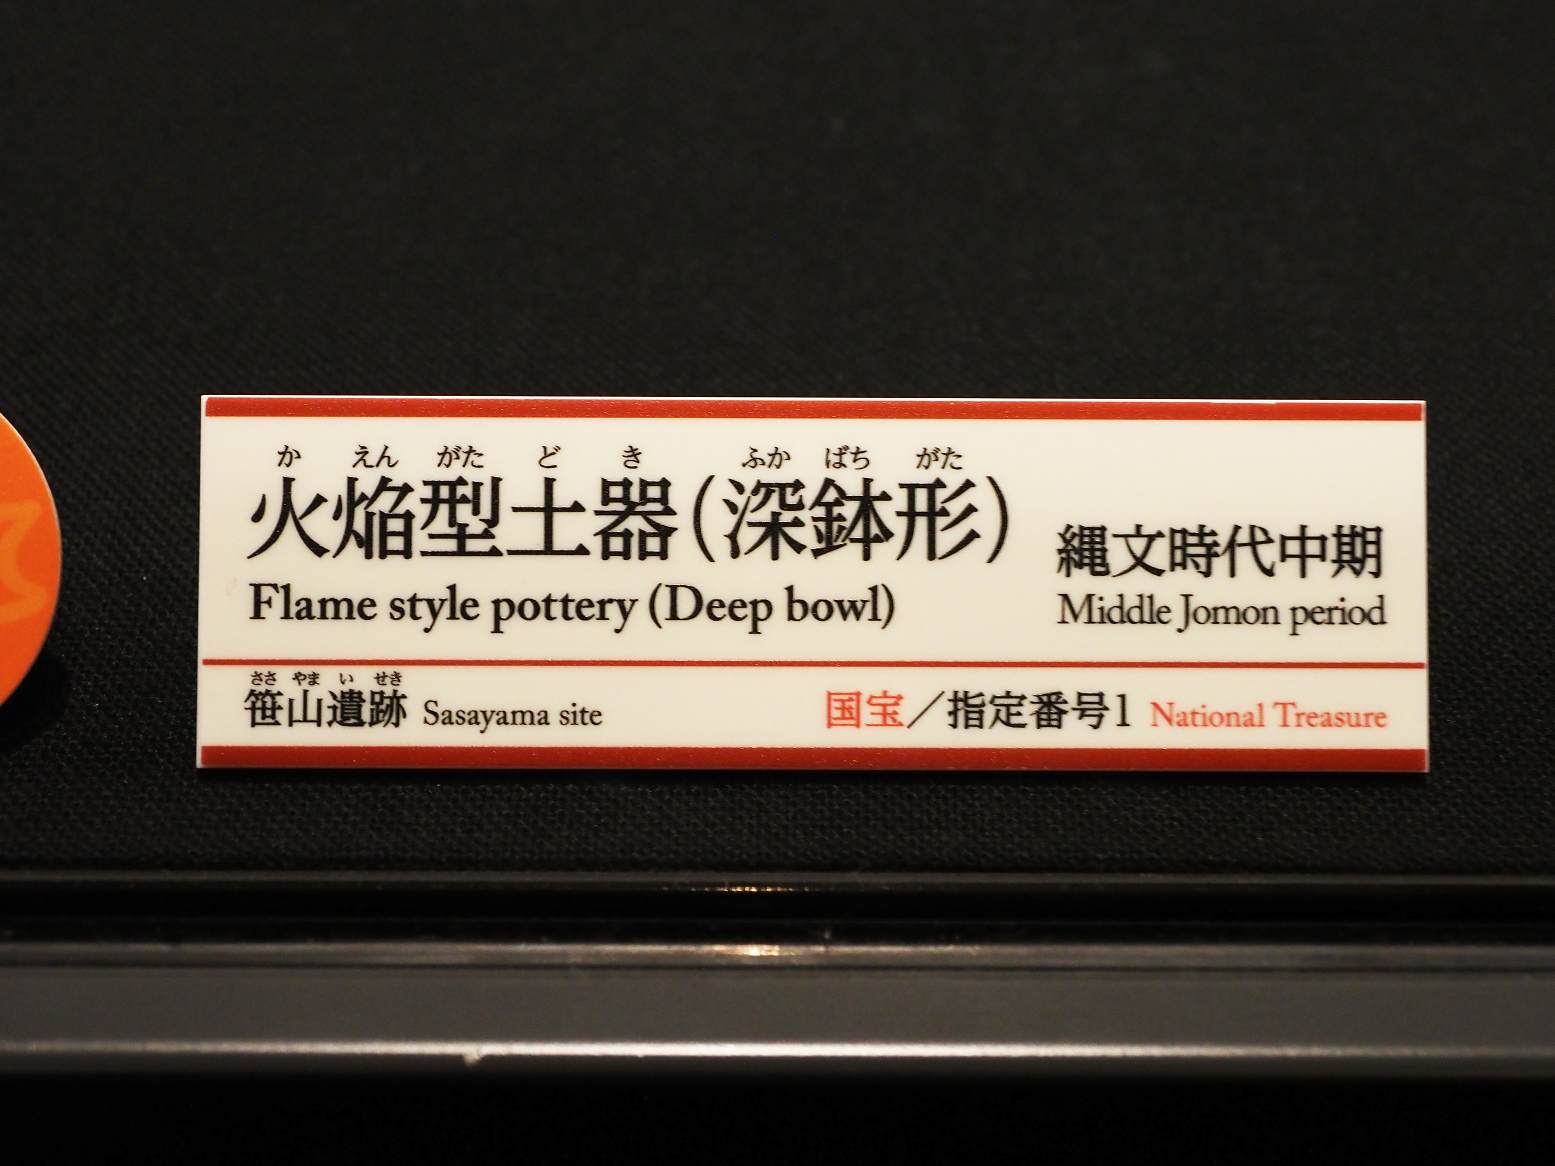 か えん がた ど き ふか ばち がた
火焔型土器(深鉢形) 縄文時代中期
Flame style pottery (Deep bowl) Middle Jomon period
ささ やま い せき
笹山遺跡 Sasayama site 国宝/指定番号1 National Treasure